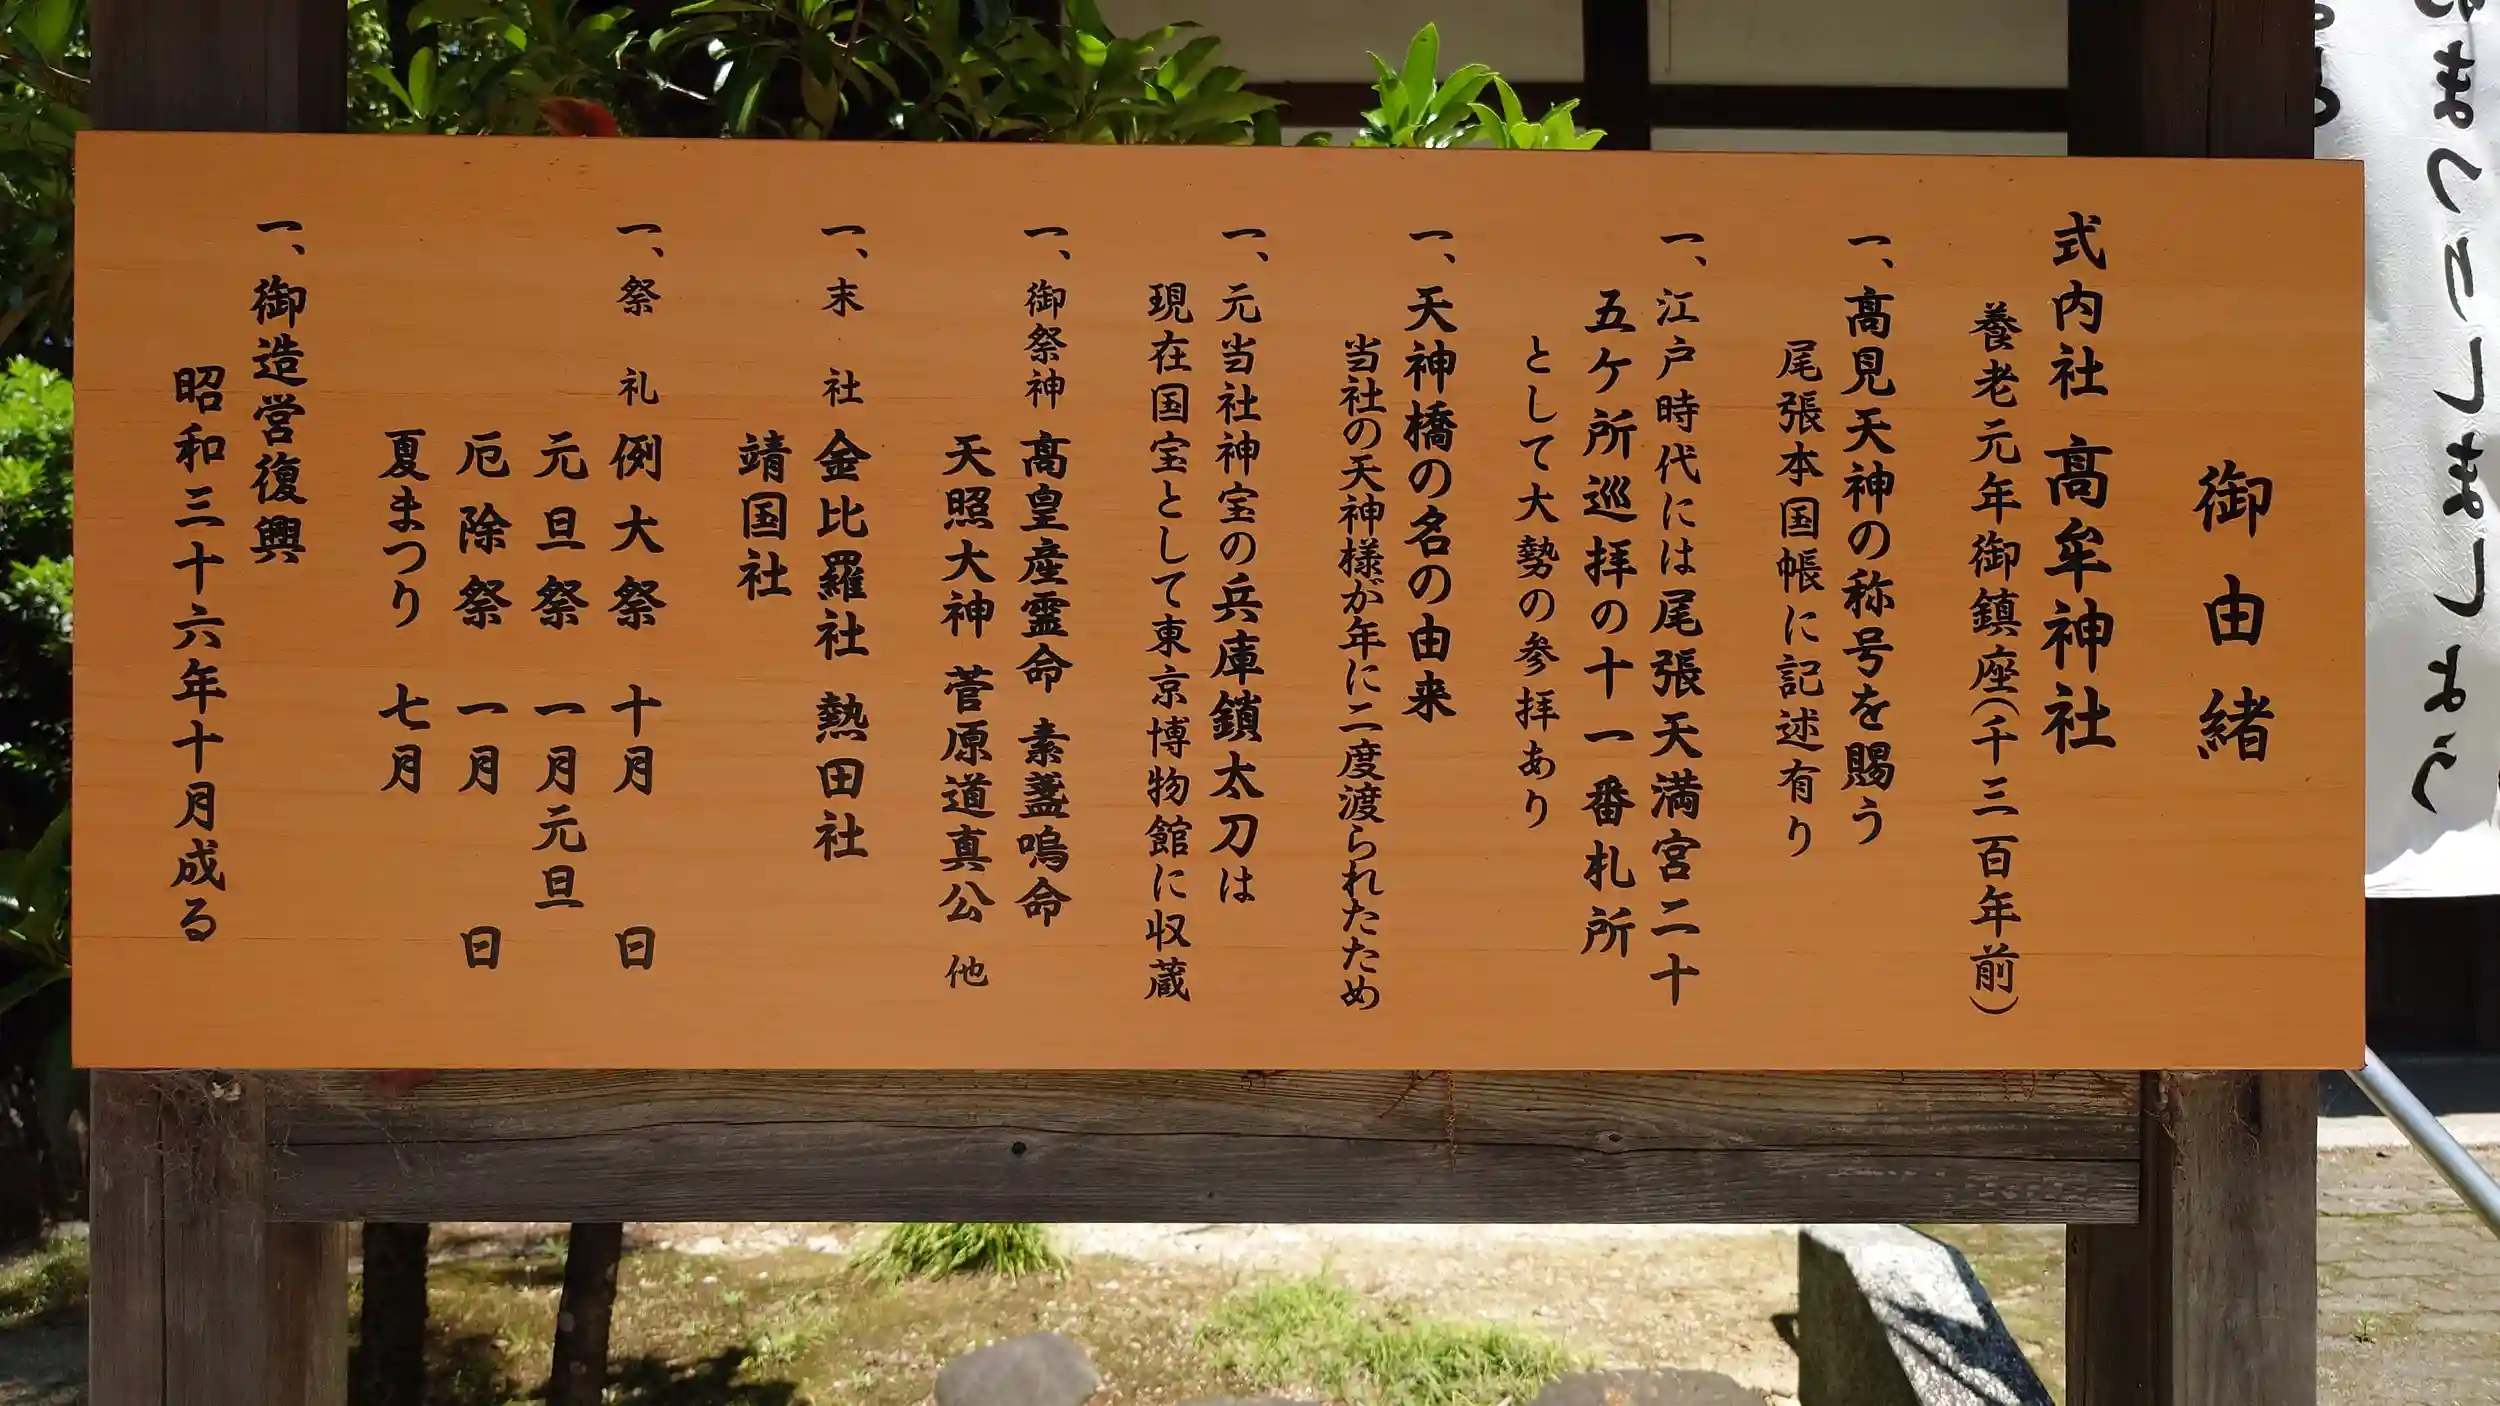 御由緒
式内社 高牟神社
養老元年御鎮座(千三百年前)
一、高見天神の称号を賜う
尾張本国帳に記述有り
一、江戸時代には尾張天満宮二十
五ケ所巡拝の十一番札所
として大勢の参拝あり
一、天神橋の名の由来
当社の天神様が年に二度渡られたため
一、元当社神宝の兵庫鎖太刀は
現在国宝として東京博物館に収蔵
一、御祭神 高皇産霊命 素盞嗚命
天照大神 菅原道真公 他
一、末社 金比羅社 熱田社
靖国社
一、祭礼 例大祭 十月 日
元旦祭 一月元旦
厄除祭 一月 日
夏まつり 七月
一、御造営復興
昭和三十六年十月成る